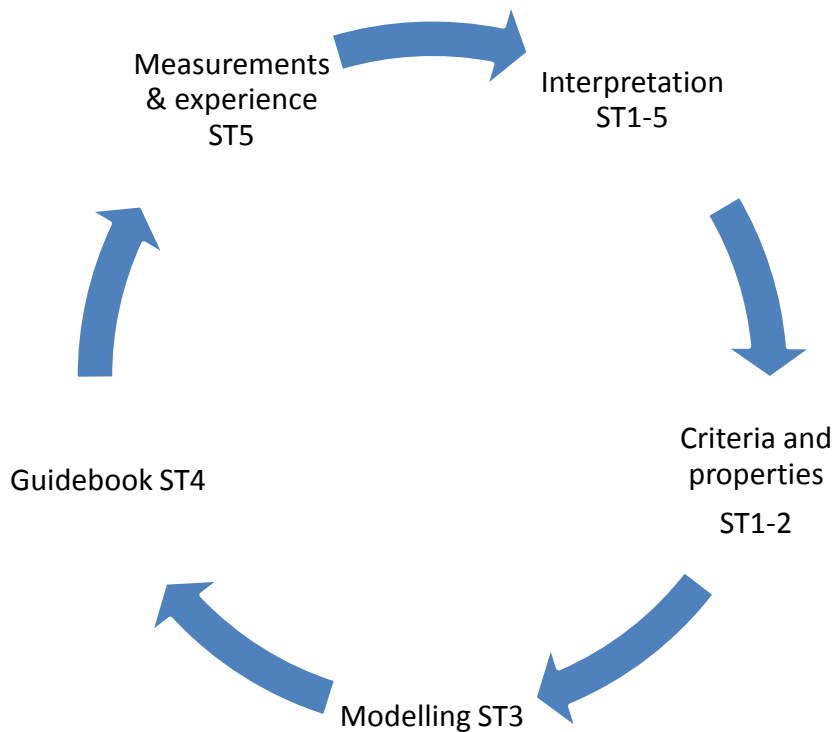 Measurements
& experience
ST5
Interpretation
ST1-5
Criteria and
properties
ST1-2
Modelling ST3
Guidebook ST4